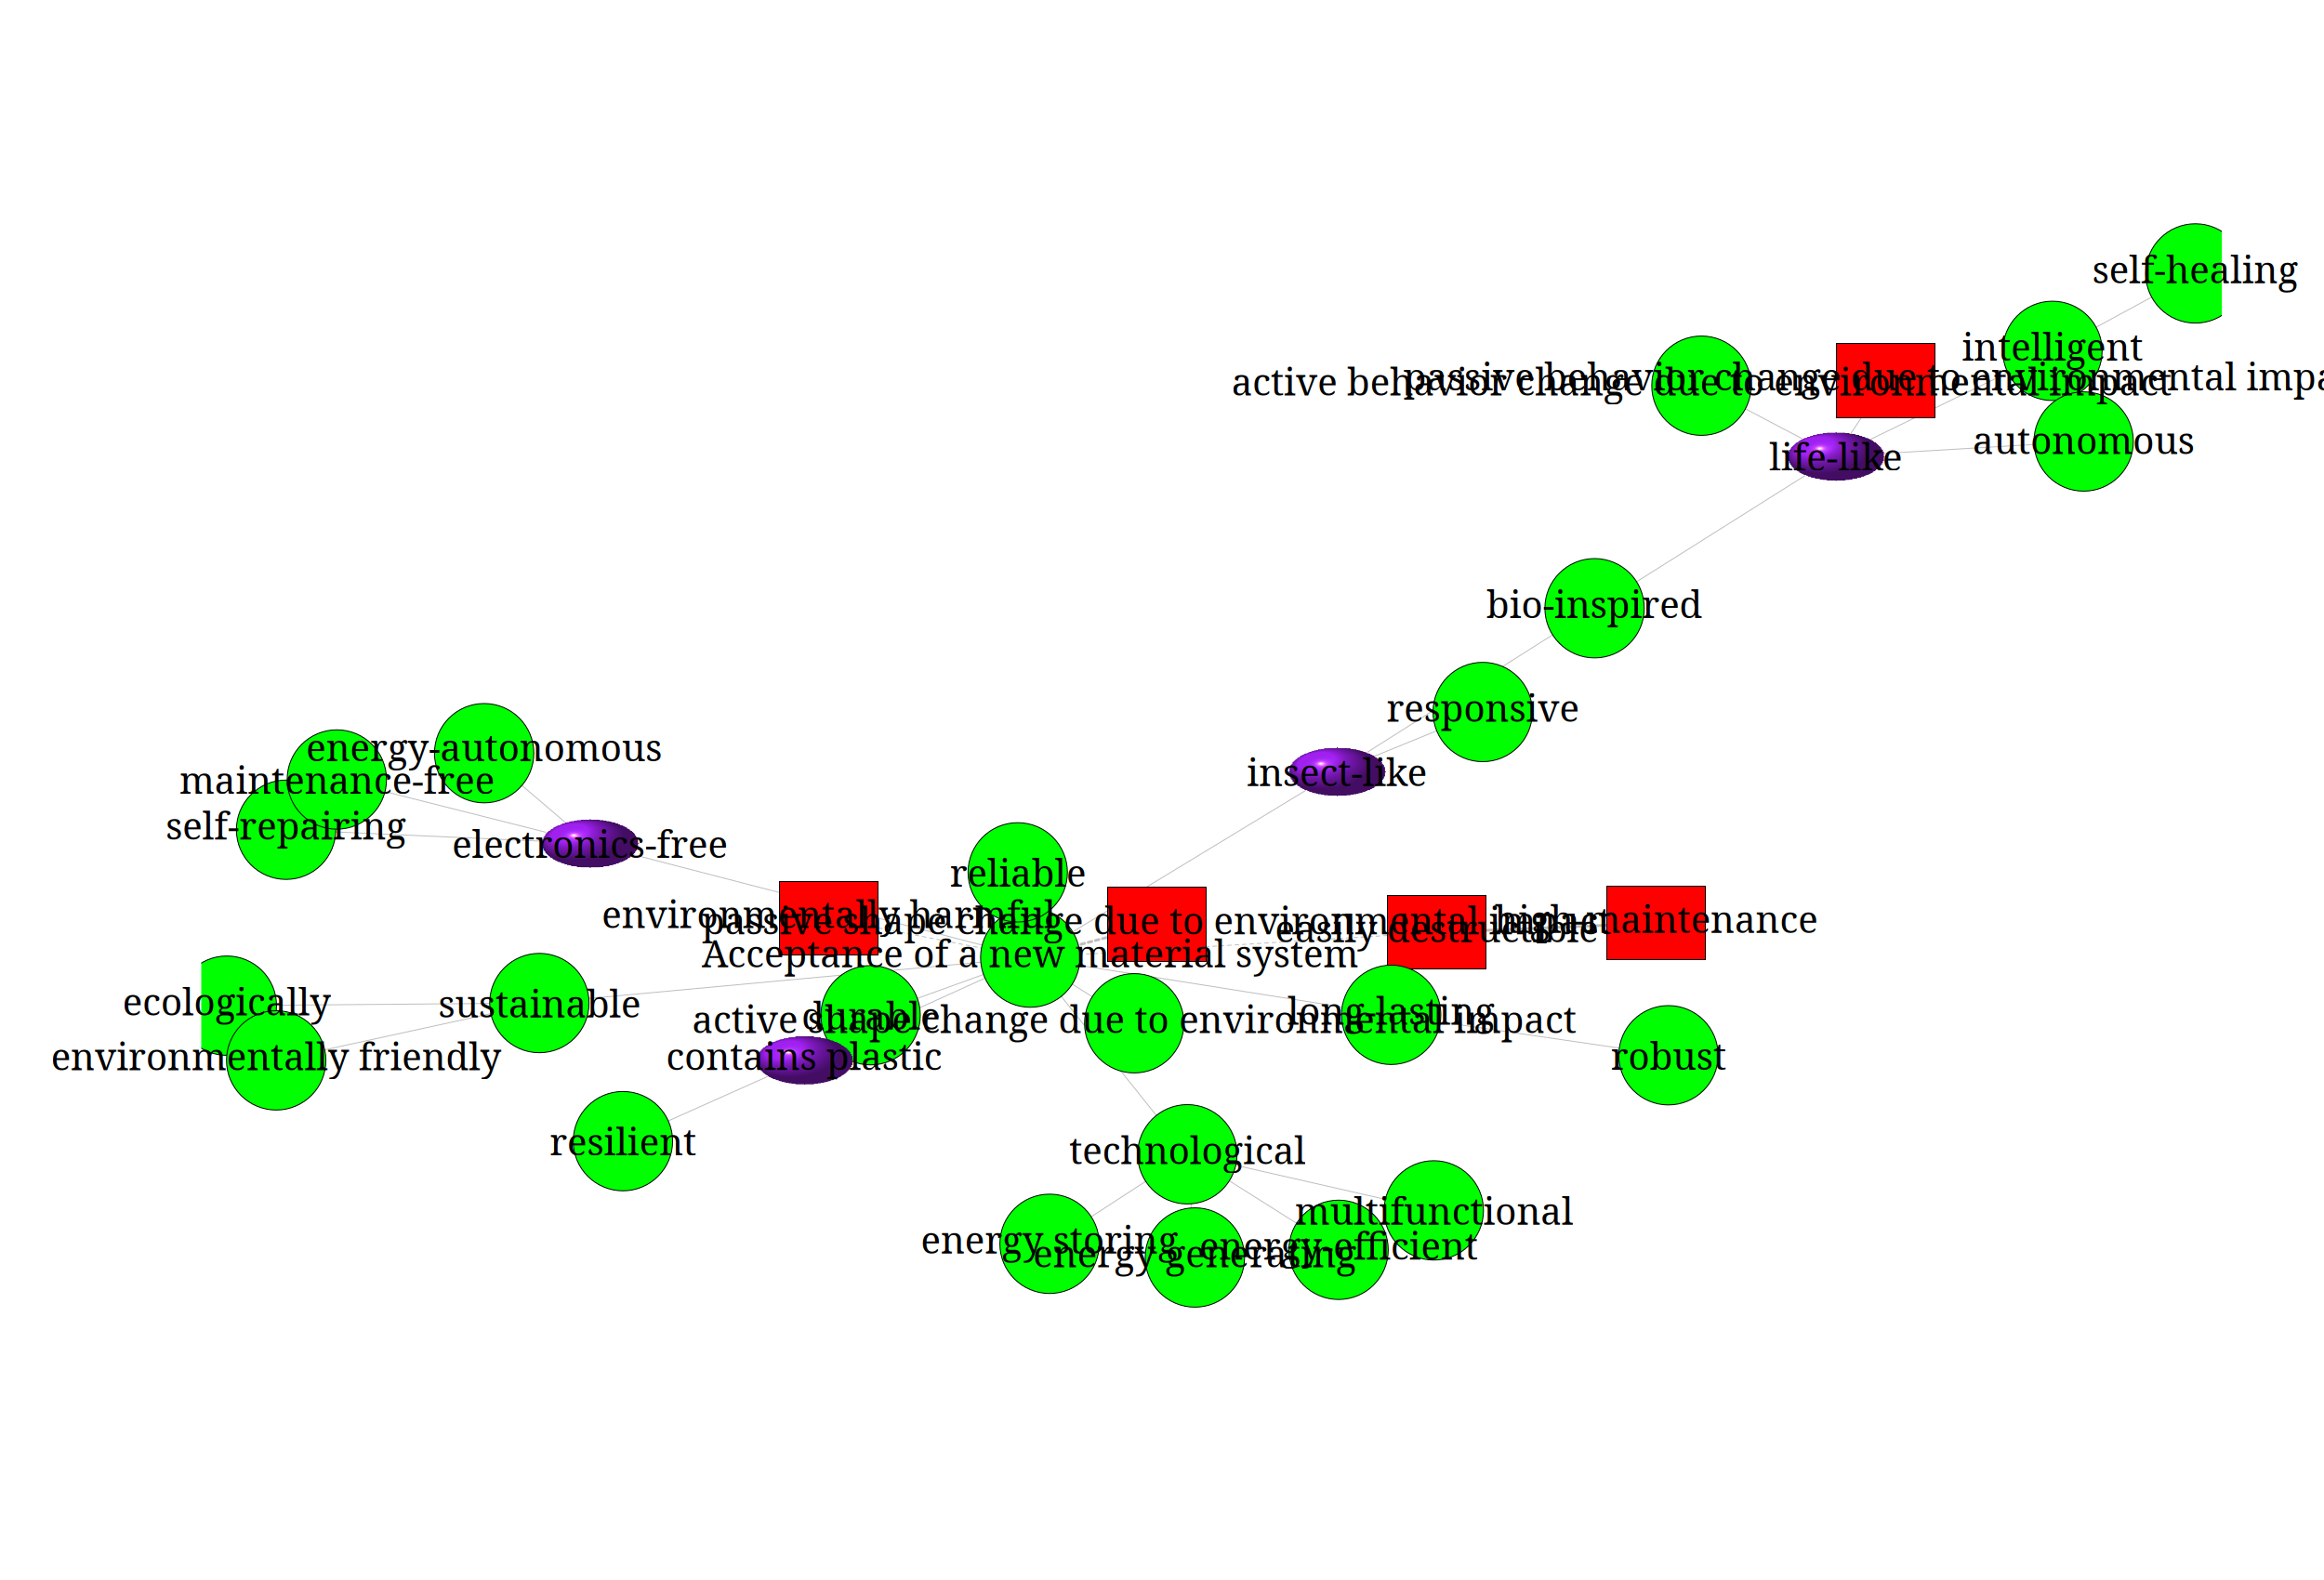 self-healing
intelligent
passive behavior change due to environmental impa
active behavior change due to environmental impact
autonomous
life-like
bio-inspired
responsive
energy-autonomous
insect-like
maintenance-free
self-repairing
electronics-free
reliable
environmentally harmful
passive shape change due to environmental impact
high-maintenance
easily destructible
Acceptance of a new material system
ecologically
sustainable
durable
long-lasting
active shape change due to environmental impact
environmentally friendly
contains plastic
robust
resilient
technological
multifunctional
energy storing
energy generating
energy-efficient